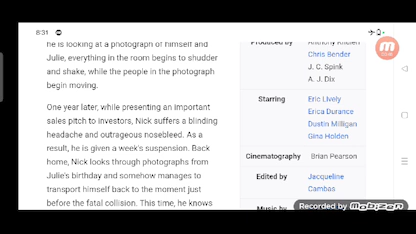 8:31
he is looking at a photograph of himself and
Julie, everything in the room begins to shudder
and shake, while the people in the photograph
begin moving.
One year later, while presenting an important
sales pitch to investors, Nick suffers a blinding
headache and outrageous nosebleed. As a
result, he is given a week's suspension. Back
home, Nick looks through photographs from
Julie's birthday and somehow manages to
transport himself back to the moment just
before the fatal collision. This time, he knows
Produced by
Chris Bender
J. C. Spink
A. J. Dix
Starring
Eric Lively
Erica Durance
Dustin Milligan
Gina Holden
Cinematography Brian Pearson
Edited by
Jacqueline
Cambas
Music by
Recorded by Mobizen